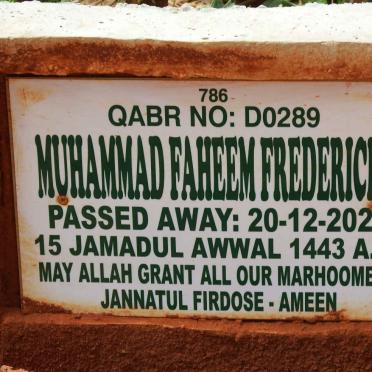 786
QABR NO: D0289
MUHAMMAD FAHEEM FREDERIC
PASSED AWAY: 20-12-202
15 JAMADUL AWWAL 1443 A.
MAY ALLAH GRANT ALL OUR MARHOOME
JANNATUL FIRDOSE - AMEEN